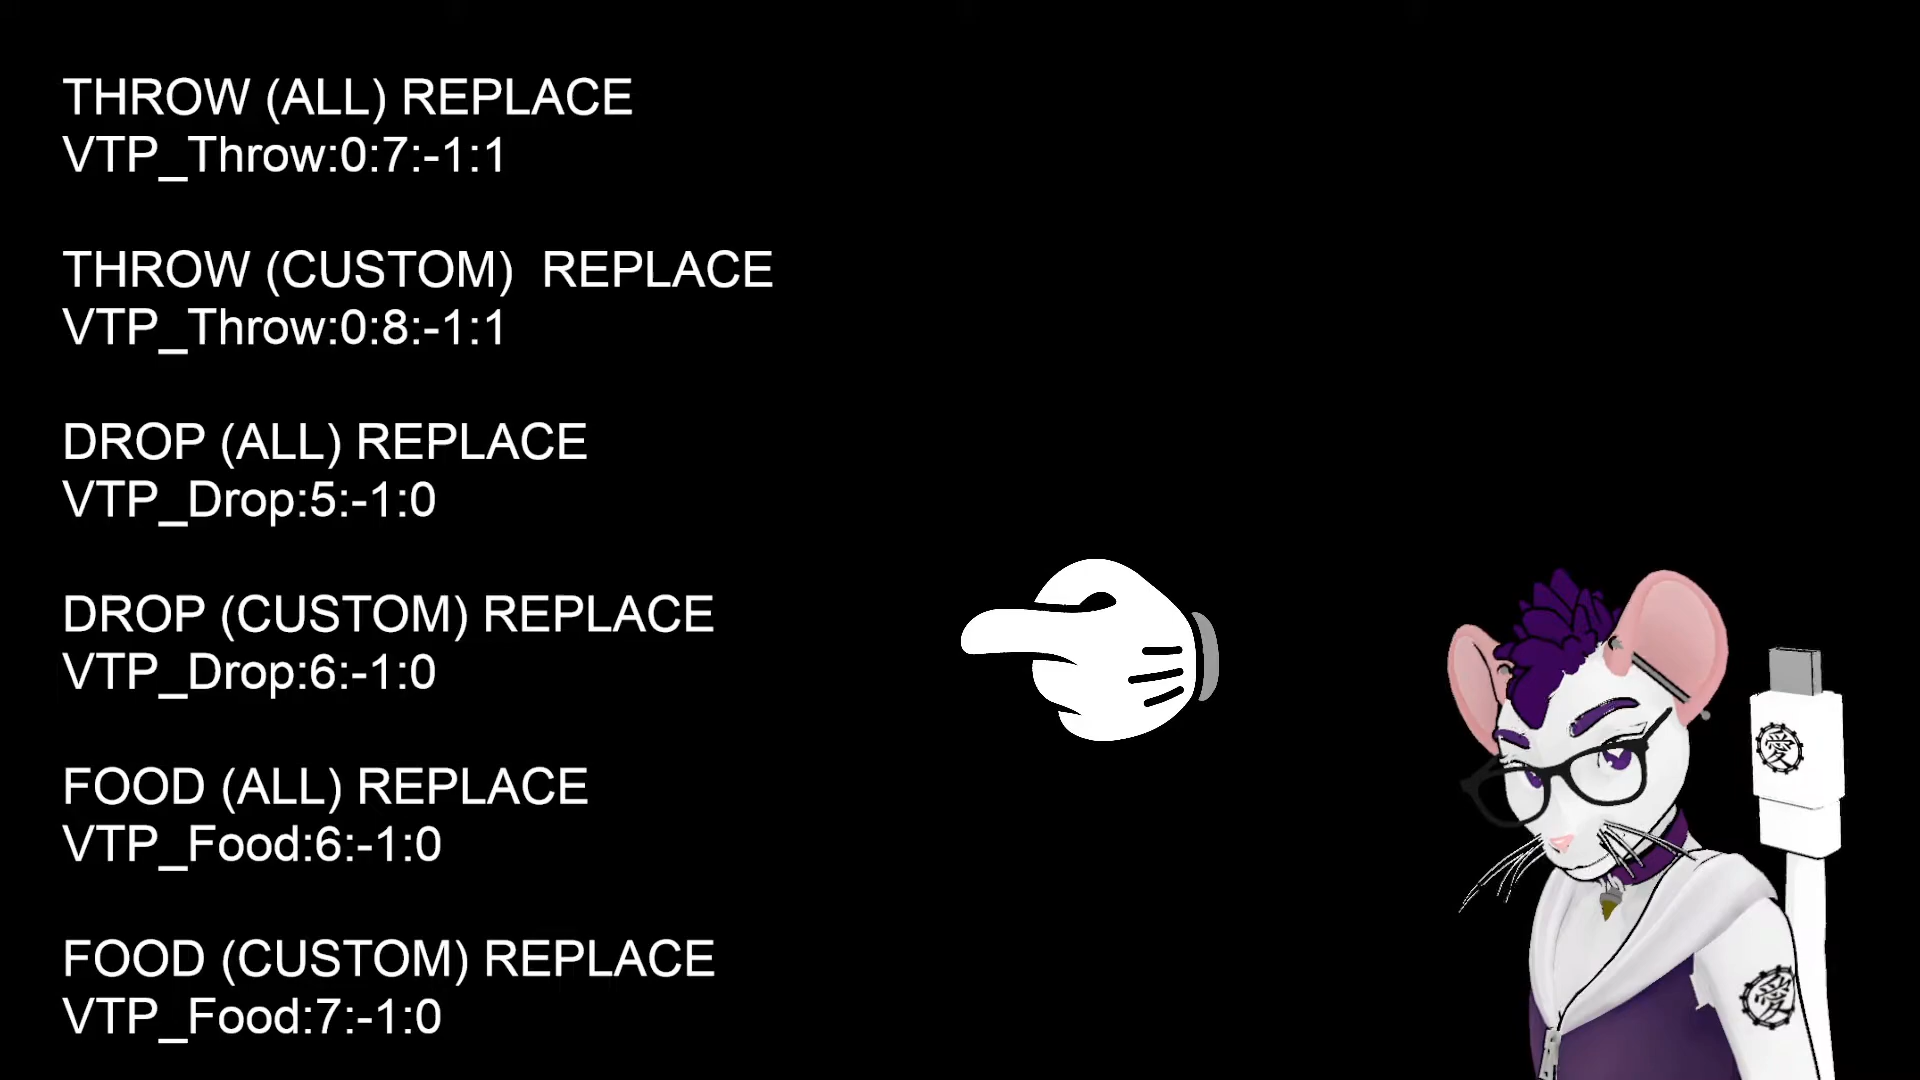 THROW (ALL) REPLACE
VTP_Throw:0:7:-1:1
THROW (CUSTOM)  REPLACE
VTP_Throw:0:8:-1:1
DROP (ALL) REPLACE
VTP_Drop:5:-1:0
DROP (CUSTOM) REPLACE
VTP_Drop:6:-1:0
FOOD (ALL) REPLACE
VTP_Food:6:-1:0
FOOD (CUSTOM) REPLACE
VTP_Food:7:-1:0
愛
愛